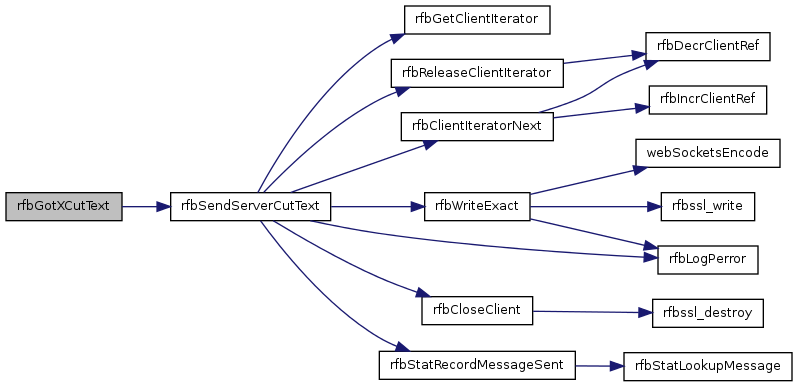 rfbGetClientIterator
rfbDecrClientRef
rfbReleaseClientIterator
rfbIncrClientRef
rfbClientIteratorNext
webSocketsEncode
rfbGotXCutText
rfbSendServerCutText
rfbWriteExact
rfbssl_write
rfbLogPerror
rfbCloseClient
rfbssl_destroy
rfbStatRecordMessageSent
rfbStatLookupMessage